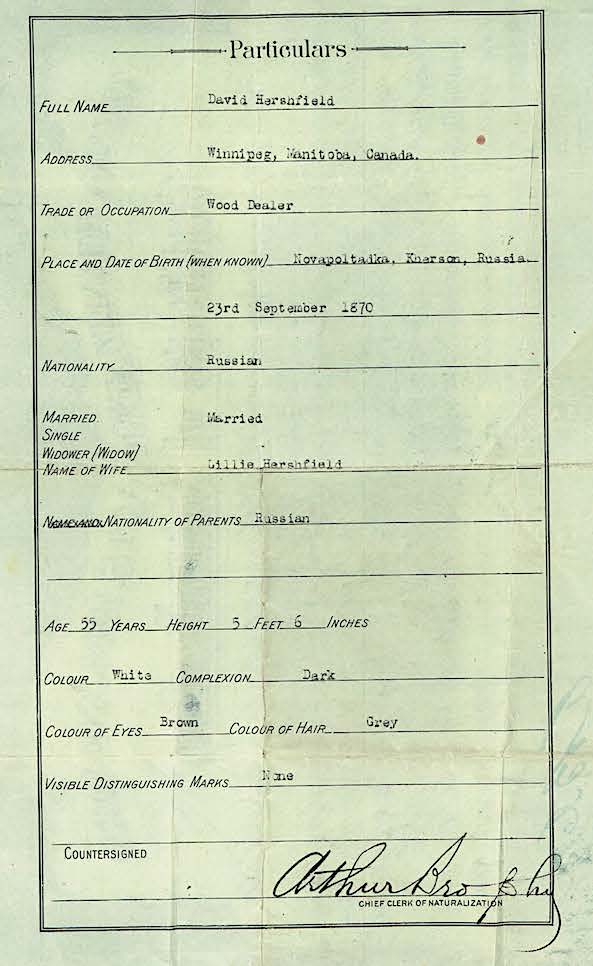 Particulars
FULL NAME David Hershfield
ADDRESS Winnipeg, Manitoba, Canada.
TRADE OR OCCUPATION Wood Dealer
PLACE AND DATE OF BIRTH (WHEN KNOWN) Novapoltadka, Kherson, Russia
23rd September 1870
NATIONALITY Russian
MARRIED. Married
SINGLE
WIDOWER (WIDOW)
NAME OF WIFE Lillie Hershfield
NAME AND NATIONALITY OF PARENTS Russian
AGE 55 YEARS HEIGHT 5 FEET 6 INCHES
COLOUR White COMPLEXION Dark
COLOUR OF EYES Brown COLOUR OF HAIR Grey
VISIBLE DISTINGUISHING MARKS None
COUNTERSIGNED
Arthur Brophy
CHIEF CLERK OF NATURALIZATION